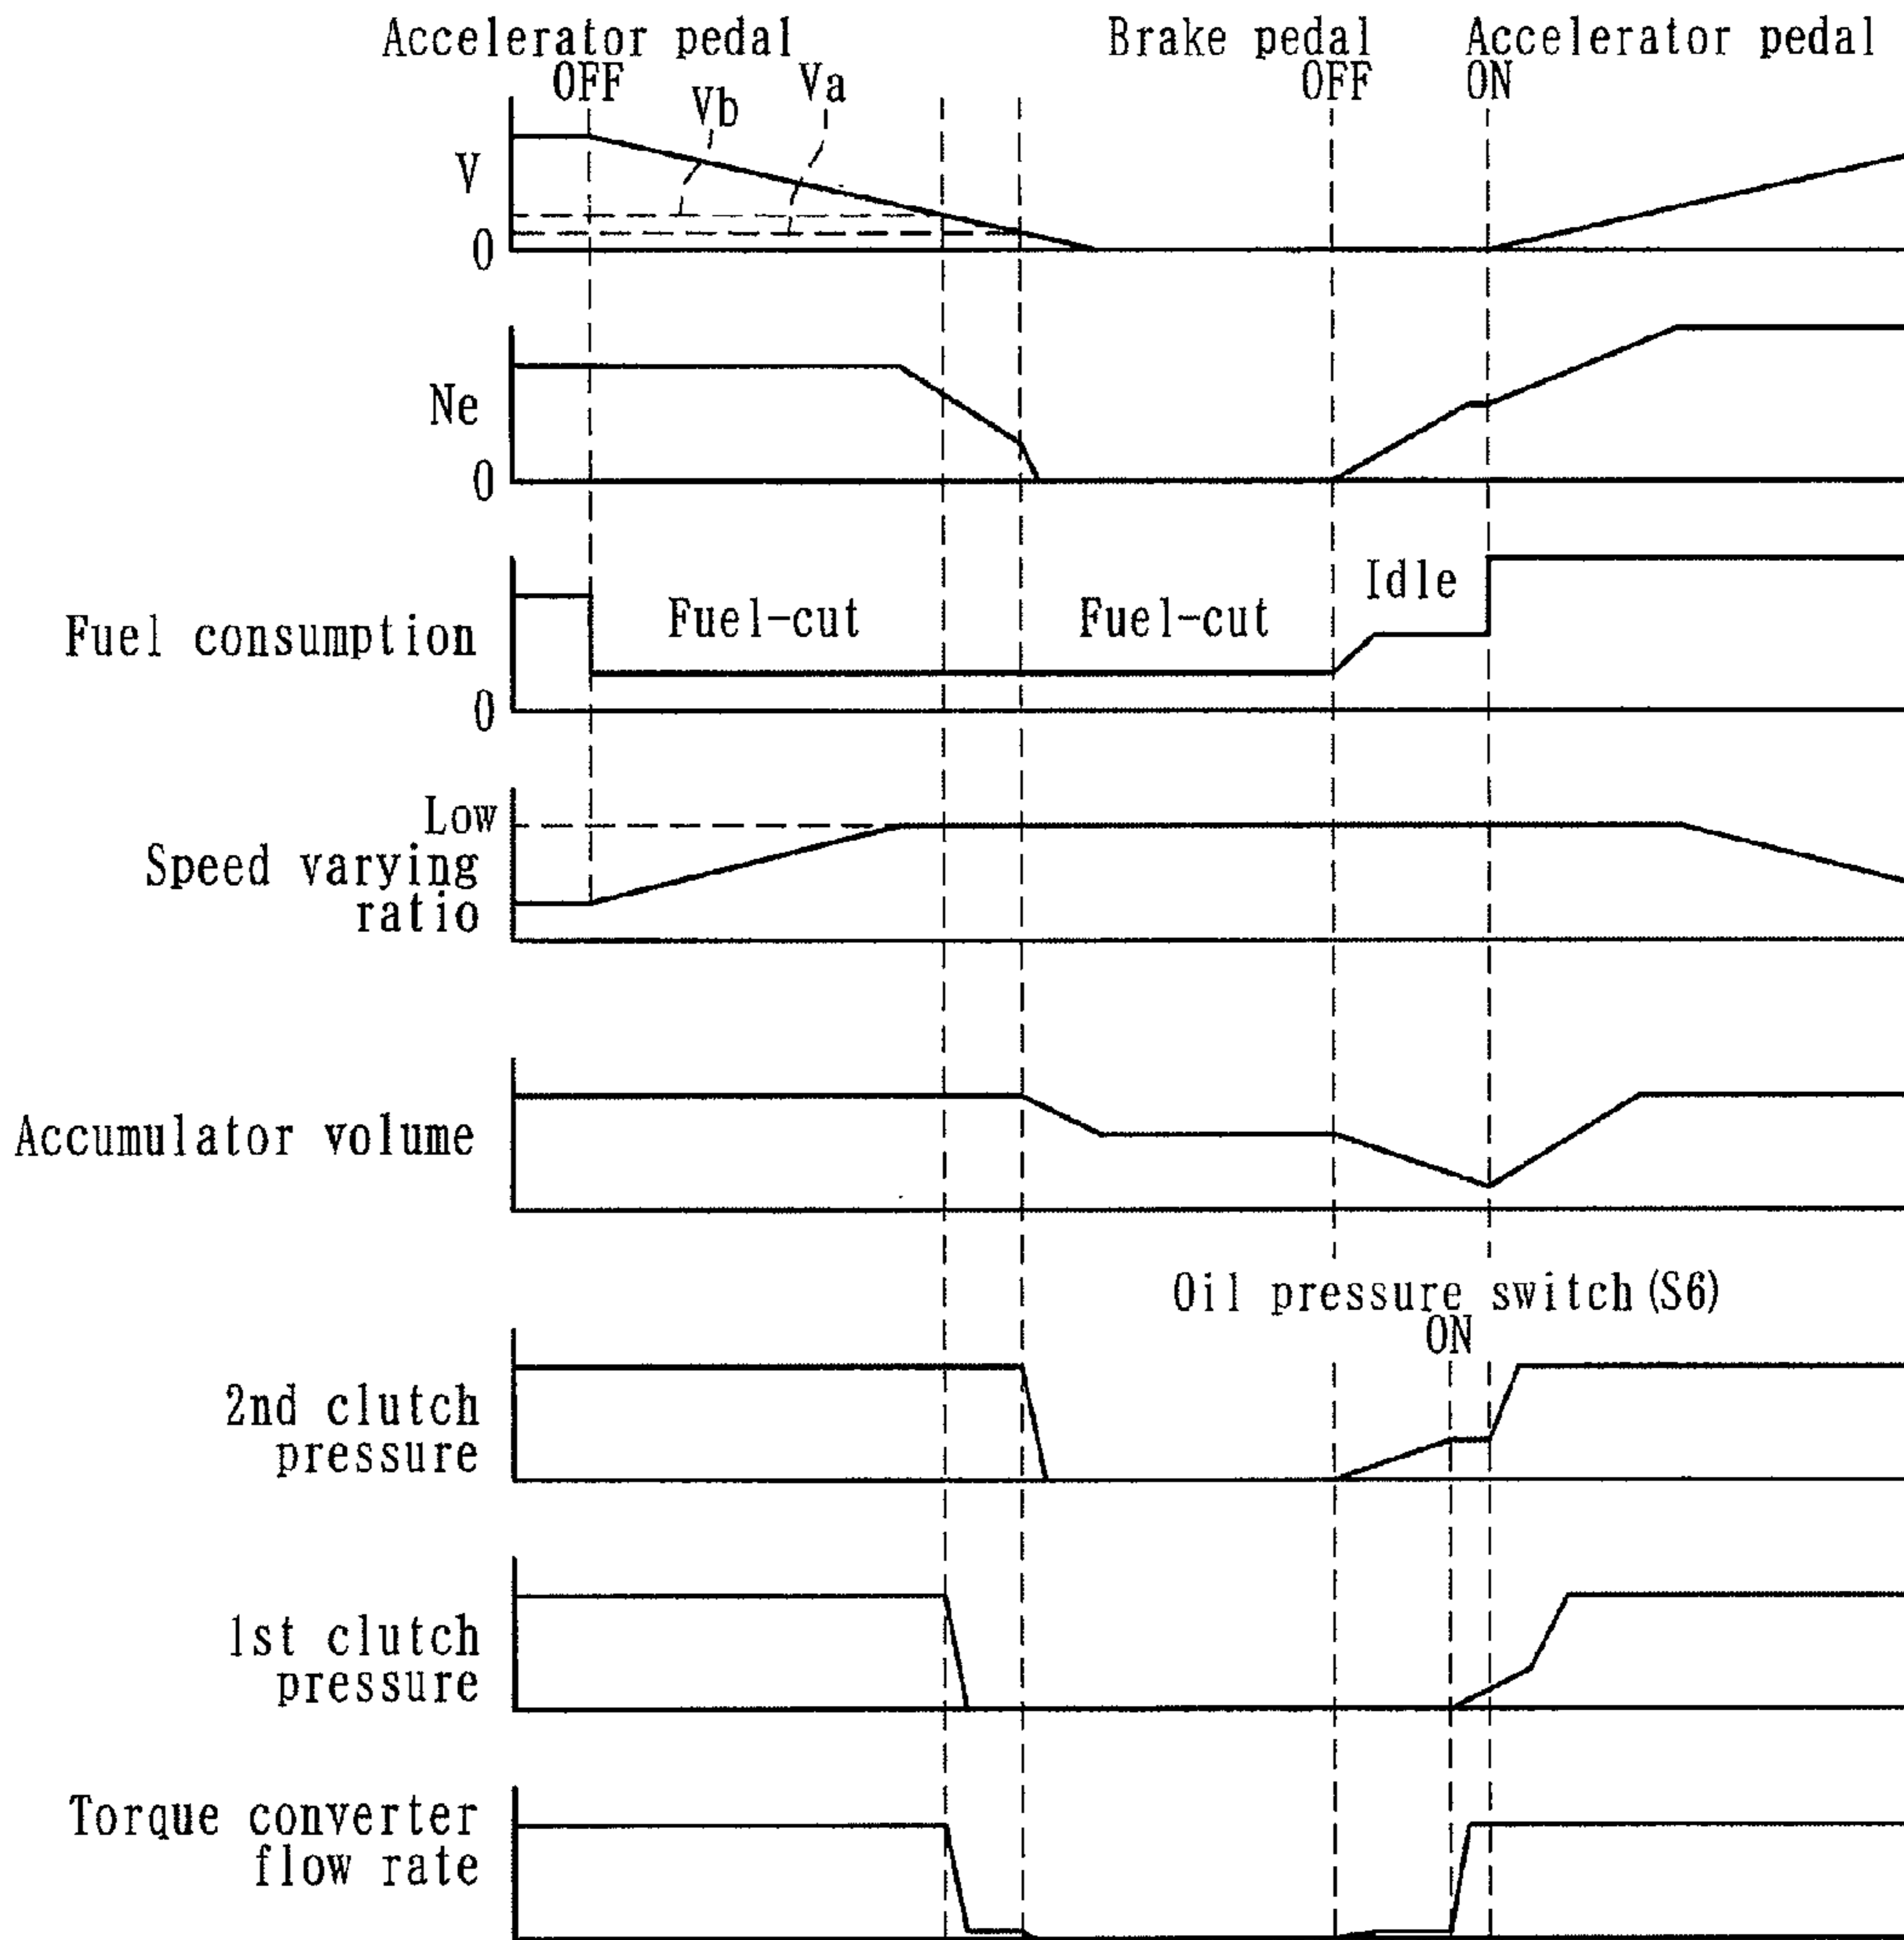 Accelerator pedal
OFF
Brake pedal
OFF
Accelerator pedal
ON
Vb
Va
V
0
Ne
0
Fuel consumption
0
Fuel-cut
Fuel-cut
Idle
Low
Speed varying
ratio
Accumulator volume
Oil pressure switch(S6)
ON
2nd clutch
pressure
1st clutch
pressure
Torque converter
flow rate